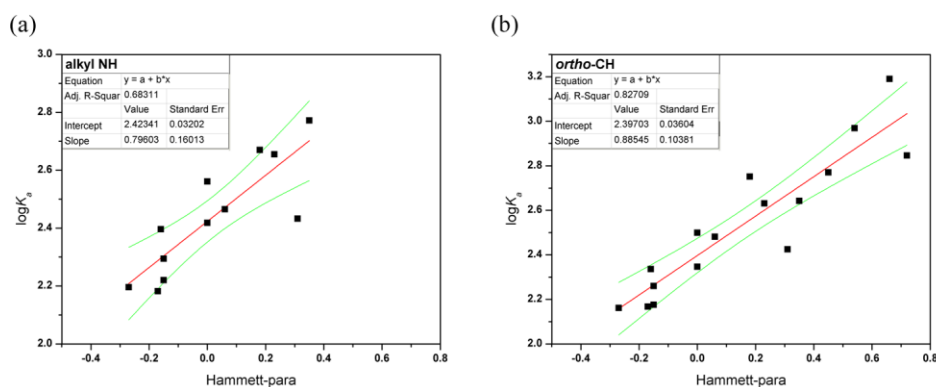 (a)
(b)
alkyl NH
Equation y = a + b*x
Adj. R-Squar 0.68311
Value Standard Err
Intercept 2.42341 0.03202
Slope 0.79603 0.16013
3.0
2.8
2.6
2.4
2.2
2.0
logKa
-0.4 -0.2 0.0 0.2 0.4 0.6 0.8
Hammett-para
ortho-CH
Equation y = a + b*x
Adj. R-Squar 0.82709
Value Standard Err
Intercept 2.39703 0.03604
Slope 0.88545 0.10381
3.4
3.2
3.0
2.8
2.6
2.4
2.2
2.0
logKa
-0.4 -0.2 0.0 0.2 0.4 0.6 0.8
Hammett-para